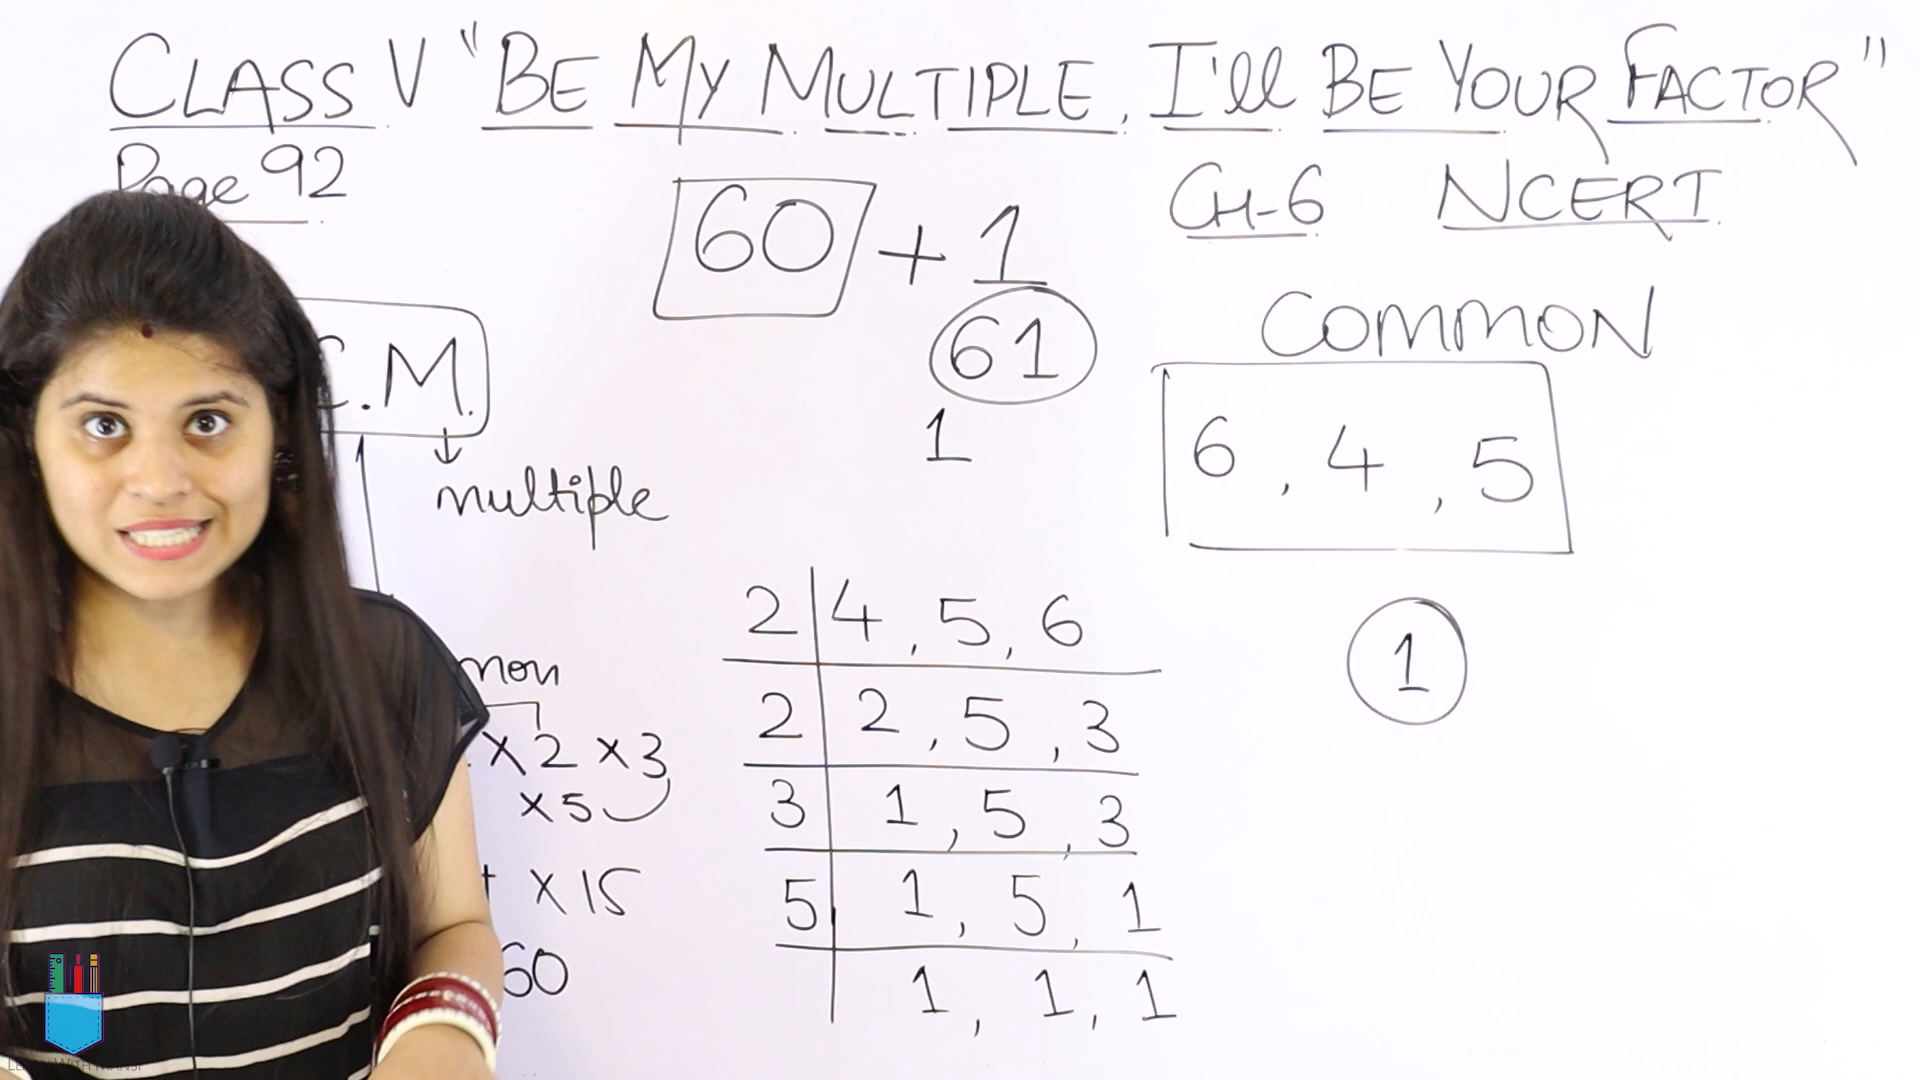 CLASS V "BE MY MULTIPLE, I'll BE YOUR FACTOR"
Page 92
CH-6 NCERT
60 + 1
61
1
C.M.
multiple
COMMON
6, 4, 5
1
2 | 4, 5, 6
2 | 2, 5, 3
3 | 1, 5, 3
5 | 1, 5, 1
1, 1, 1
mon
x 2 x 3
x 5
x 15
60